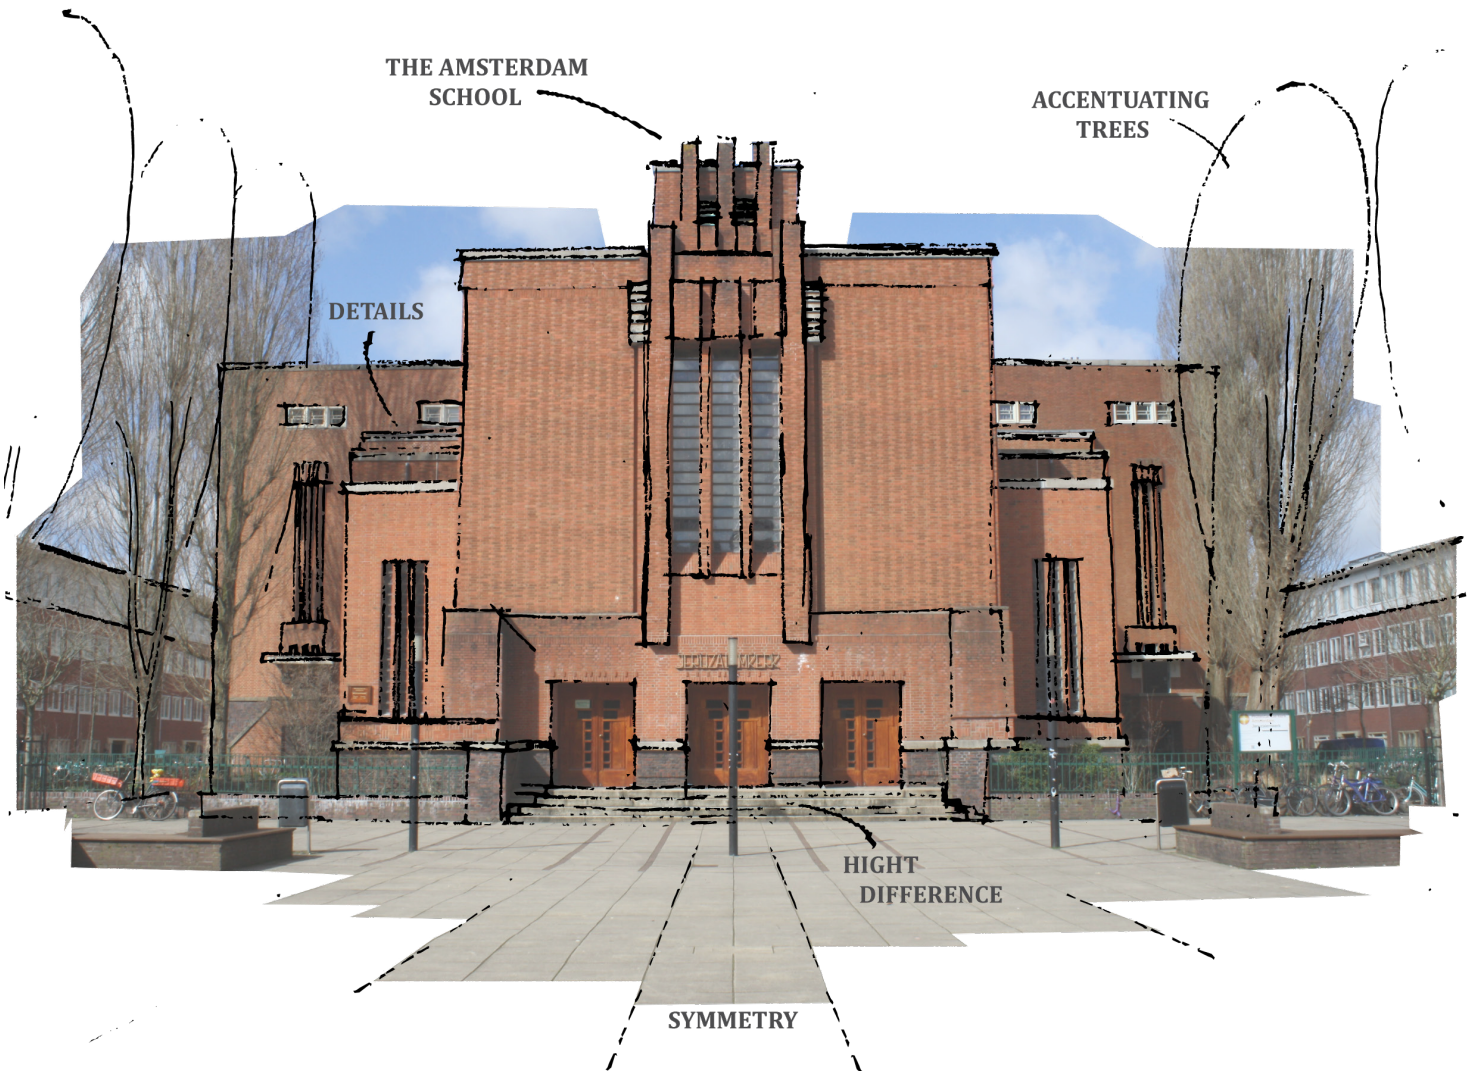 THE AMSTERDAM
SCHOOL
ACCENTUATING
TREES
DETAILS
HIGHT
DIFFERENCE
SYMMETRY